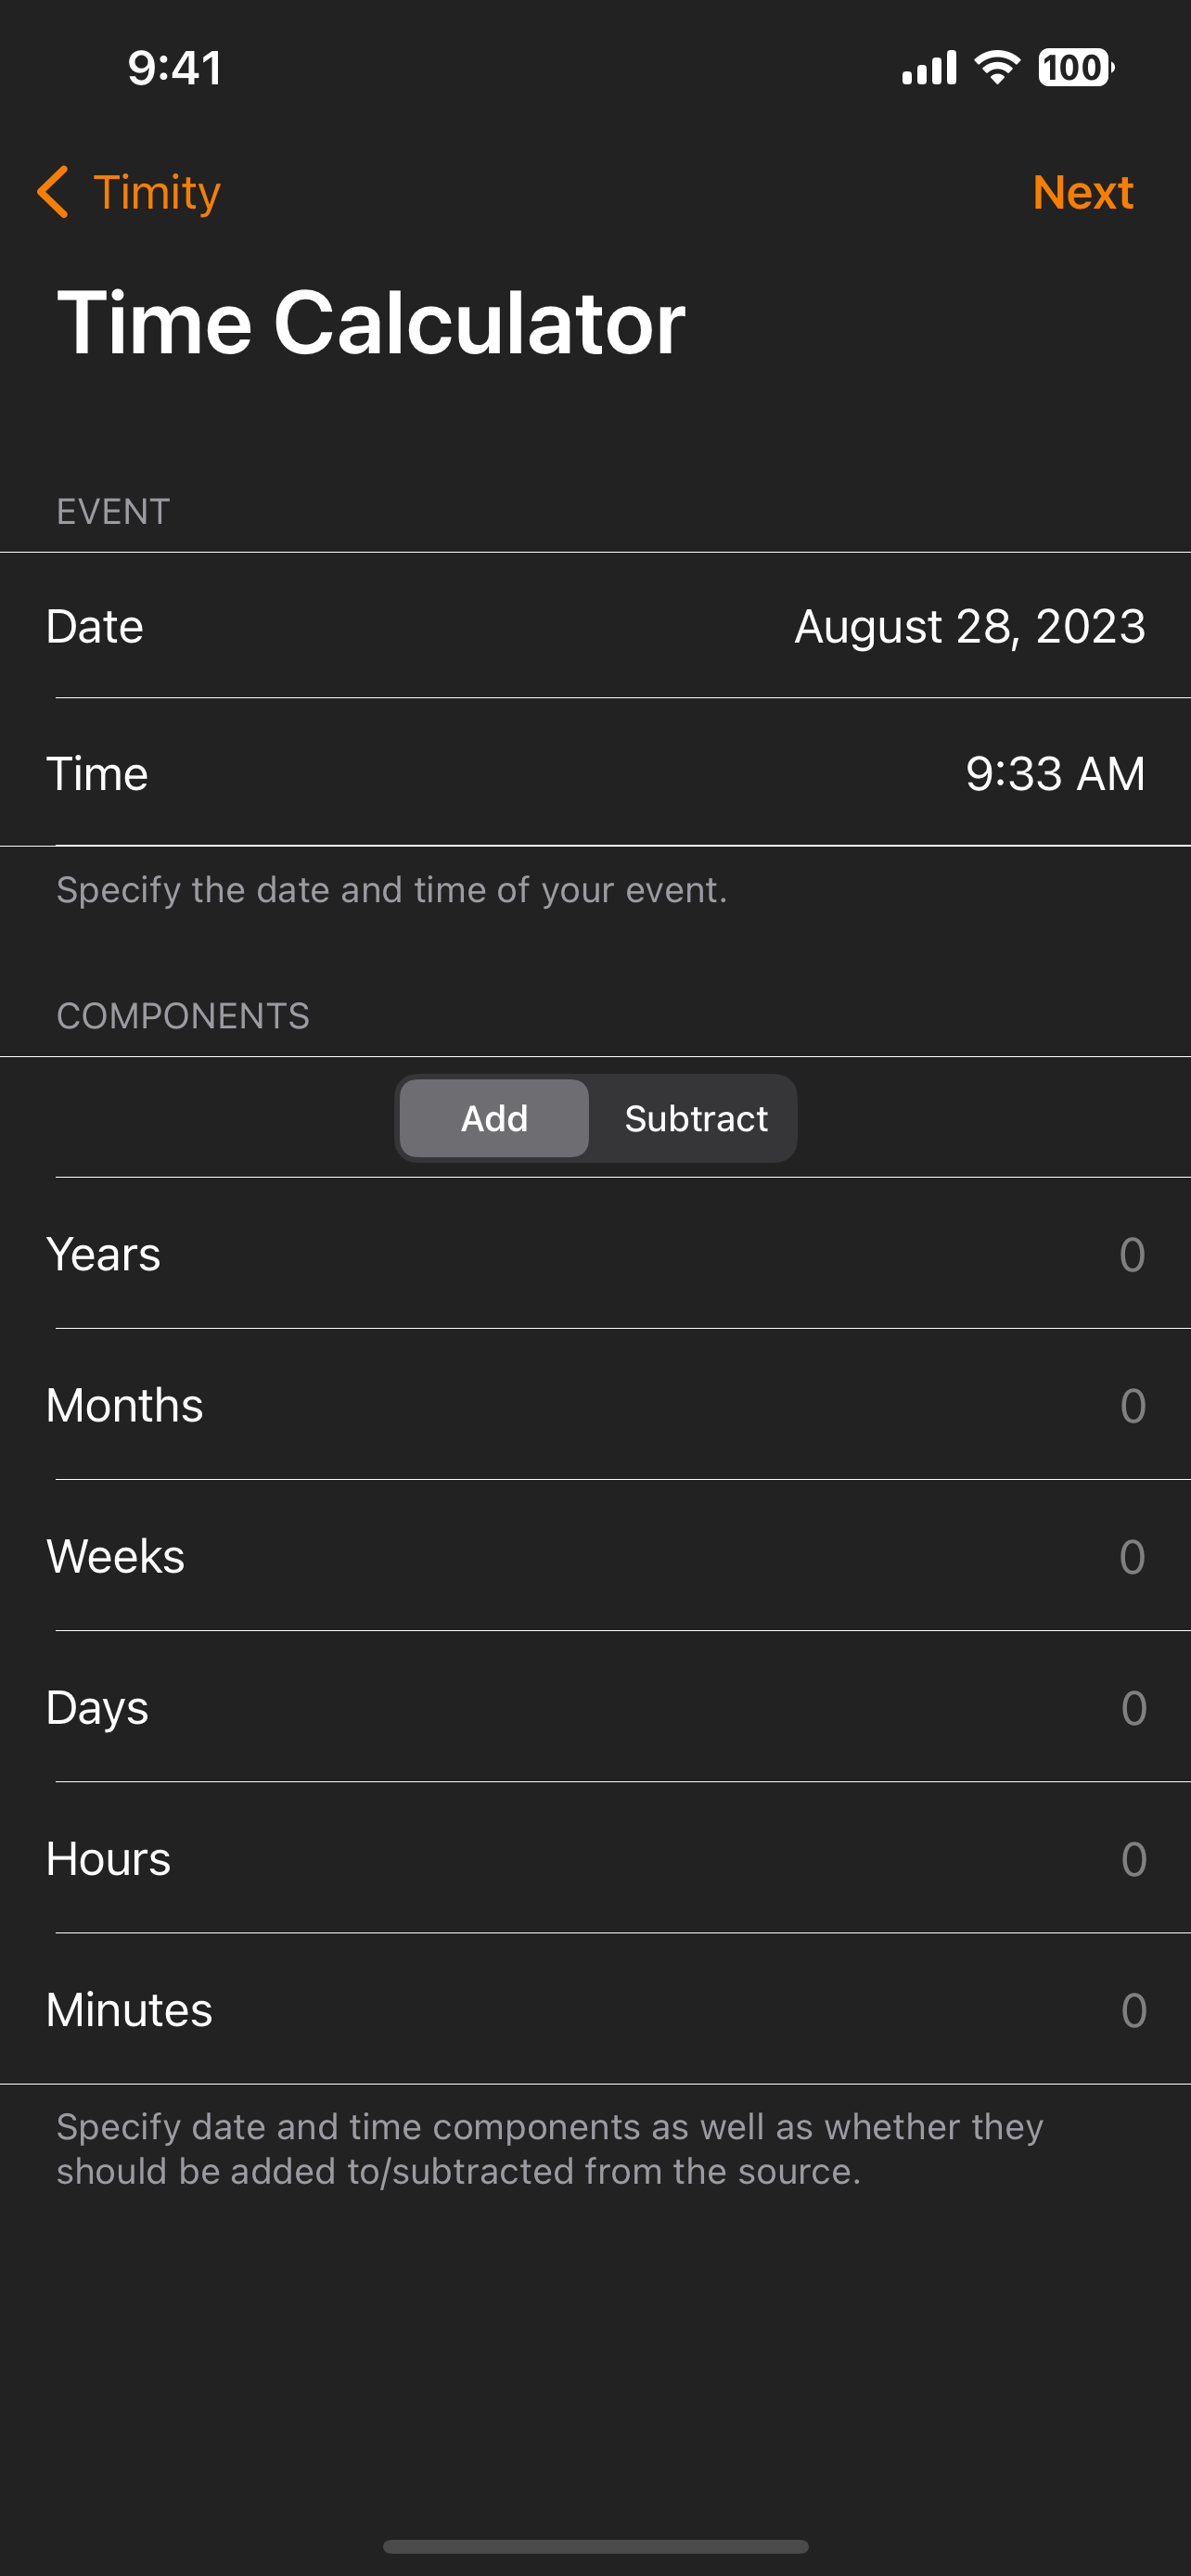 9:41
100
Timity
Next
Time Calculator
EVENT
Date
August 28, 2023
Time
9:33 AM
Specify the date and time of your event.
COMPONENTS
Add
Subtract
Years
0
Months
0
Weeks
0
Days
0
Hours
0
Minutes
0
Specify date and time components as well as whether they
should be added to/subtracted from the source.